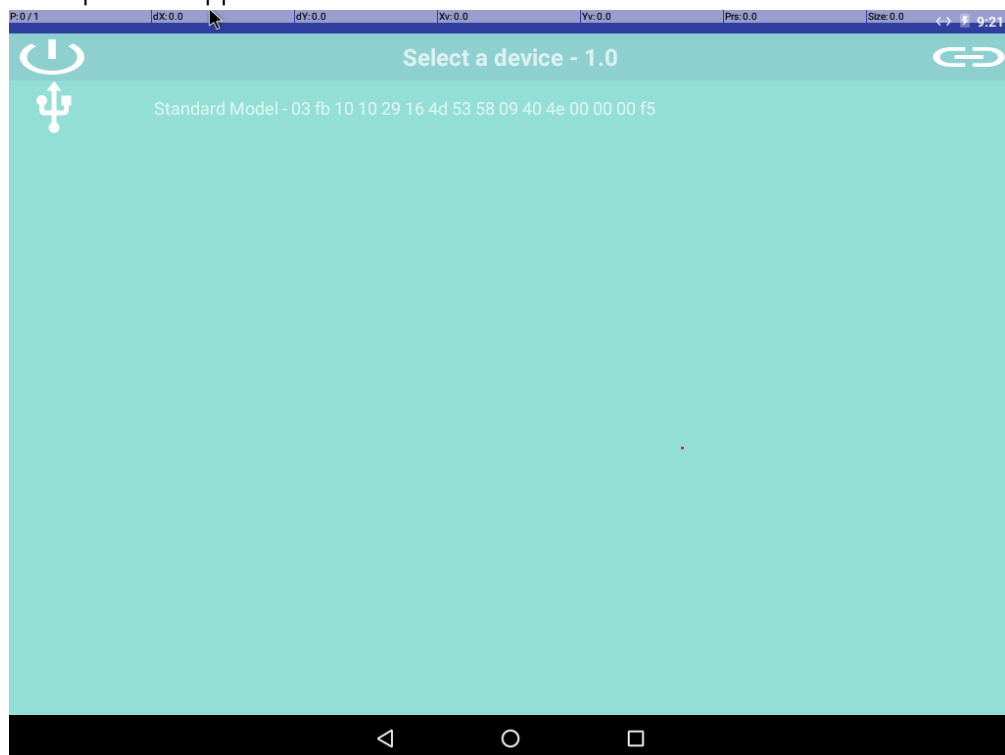 P: 0 / 1 dX: 0.0 dY: 0.0 Xv: 0.0 Yv: 0.0 Prs: 0.0 Size: 0.0 9:21
Select a device - 1.0
Standard Model - 03 fb 10 10 29 16 4d 53 58 09 40 4e 00 00 00 f5